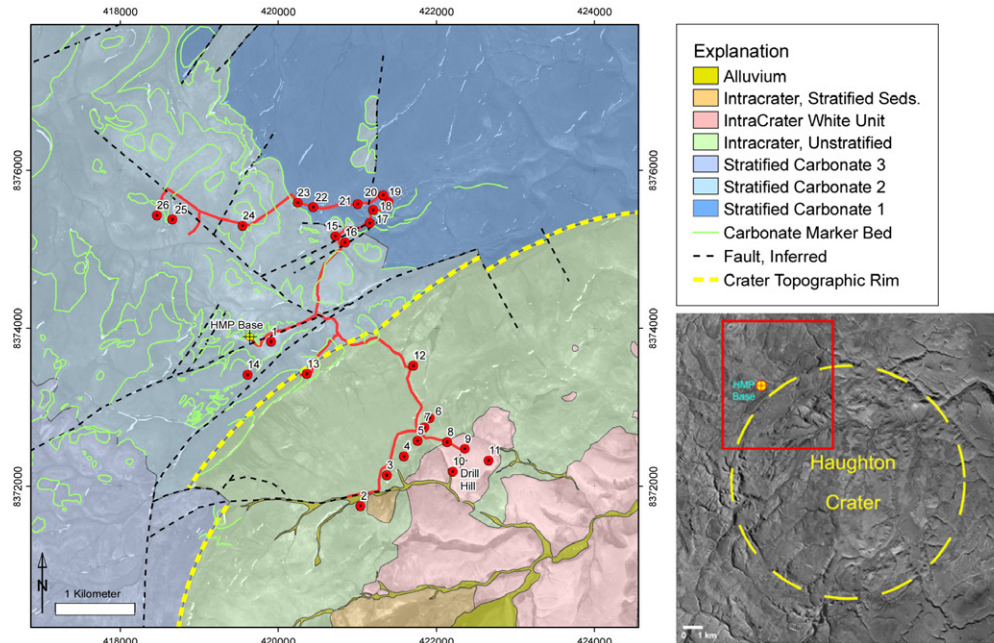 418000
420000
422000
424000
8376000
8374000
8372000
8376000
8374000
8372000
23
22
21
20
19
18
17
26
25
24
15
16
HMP Base
1
14
13
12
6
7
5
8
9
4
3
10
11
Drill
Hill
2
N
1 Kilometer
418000
420000
422000
424000
Explanation
Alluvium
Intracrater, Stratified Seds.
IntraCrater White Unit
Intracrater, Unstratified
Stratified Carbonate 3
Stratified Carbonate 2
Stratified Carbonate 1
Carbonate Marker Bed
Fault, Inferred
Crater Topographic Rim
HMP
Base
Haughton
Crater
0 1 km